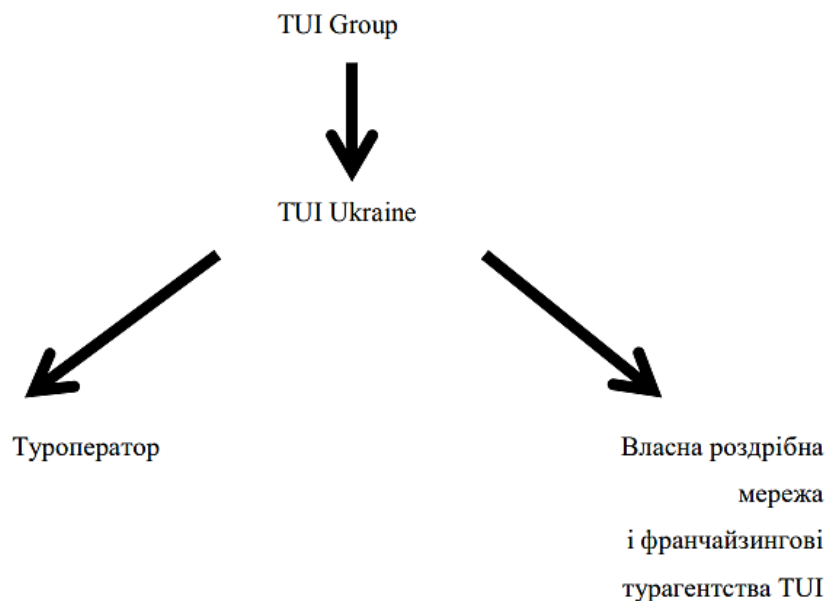 TUI Group
TUI Ukraine
Туроператор
Власна роздрібна
мережа
і франчайзингові
турагентства TUI